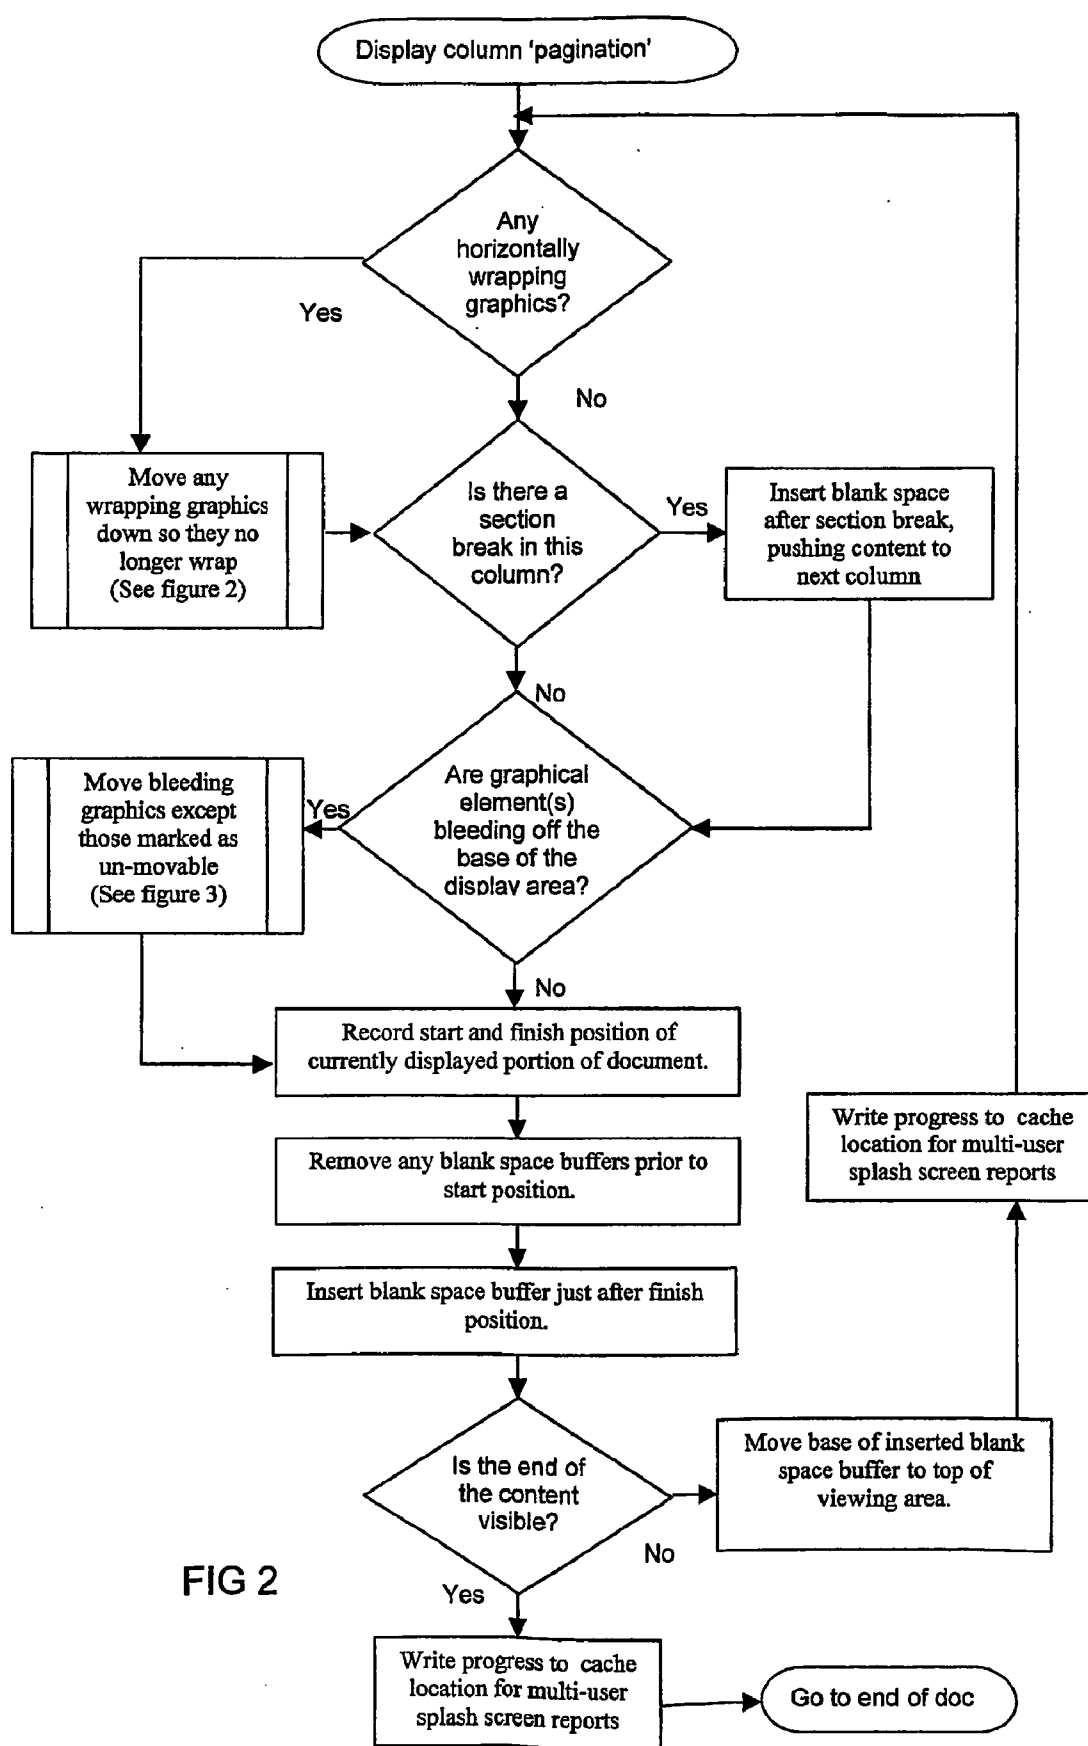 Display column 'pagination'
Any
horizontally
wrapping
graphics?
Yes
No
Move any
wrapping graphics
down so they no
longer wrap
(See figure 2)
Is there a
section
break in this
column?
Yes
Insert blank space
after section break,
pushing content to
next column
No
Move bleeding
graphics except
those marked as
un-movable
(See figure 3)
Yes
Are graphical
element(s)
bleeding off the
base of the
display area?
No
Record start and finish position of
currently displayed portion of document.
Write progress to cache
location for multi-user
splash screen reports
Remove any blank space buffers prior to
start position.
Insert blank space buffer just after finish
position.
Is the end of
the content
visible?
Move base of inserted blank
space buffer to top of
viewing area.
No
FIG 2
Yes
Write progress to cache
location for multi-user
splash screen reports
Go to end of doc